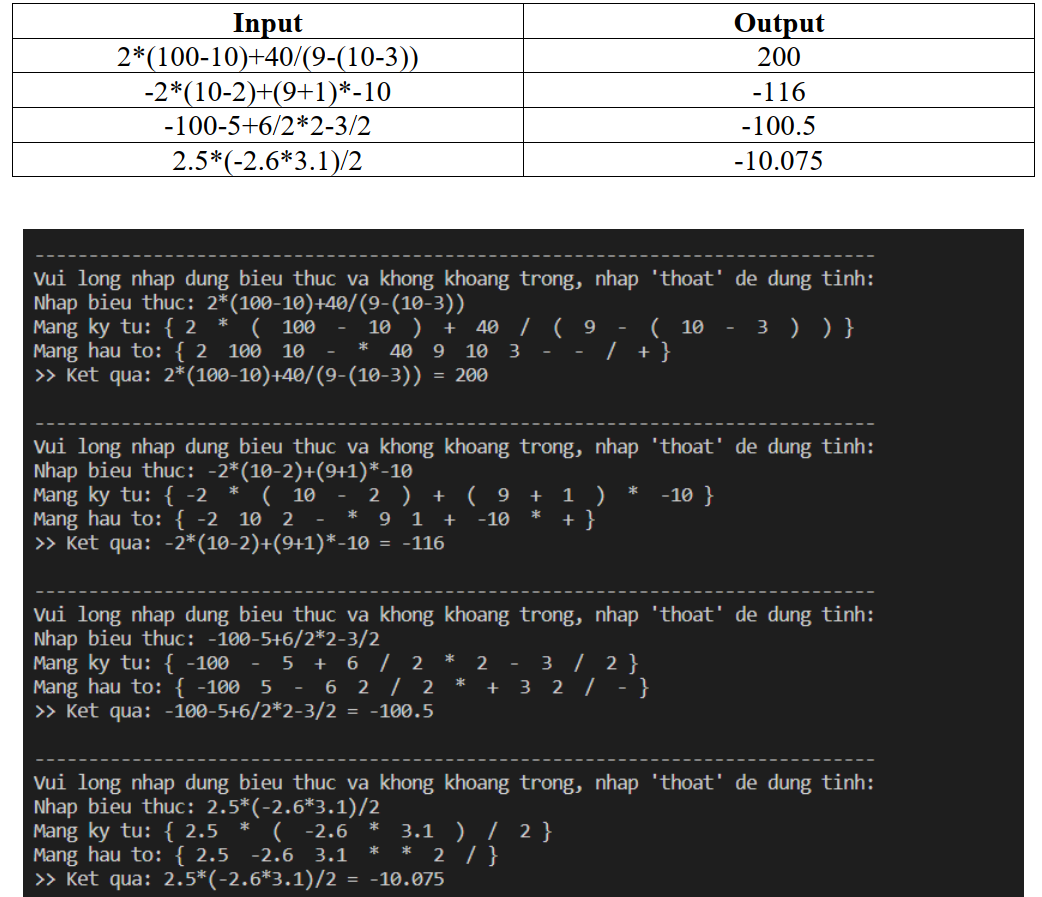 Input Output
2*(100-10)+40/(9-(10-3)) 200
-2*(10-2)+(9+1)*-10 -116
-100-5+6/2*2-3/2 -100.5
2.5*(-2.6*3.1)/2 -10.075
------------------------------------------------------------------------------
Vui long nhap dung bieu thuc va khong khoang trong, nhap 'thoat' de dung tinh:
Nhap bieu thuc: 2*(100-10)+40/(9-(10-3))
Mang ky tu: { 2 * ( 100 - 10 ) + 40 / ( 9 - ( 10 - 3 ) ) }
Mang hau to: { 2 100 10 - * 40 9 10 3 - - / + }
>> Ket qua: 2*(100-10)+40/(9-(10-3)) = 200
------------------------------------------------------------------------------
Vui long nhap dung bieu thuc va khong khoang trong, nhap 'thoat' de dung tinh:
Nhap bieu thuc: -2*(10-2)+(9+1)*-10
Mang ky tu: { -2 * ( 10 - 2 ) + ( 9 + 1 ) * -10 }
Mang hau to: { -2 10 2 - * 9 1 + -10 * + }
>> Ket qua: -2*(10-2)+(9+1)*-10 = -116
------------------------------------------------------------------------------
Vui long nhap dung bieu thuc va khong khoang trong, nhap 'thoat' de dung tinh:
Nhap bieu thuc: -100-5+6/2*2-3/2
Mang ky tu: { -100 - 5 + 6 / 2 * 2 - 3 / 2 }
Mang hau to: { -100 5 - 6 2 / 2 * + 3 2 / - }
>> Ket qua: -100-5+6/2*2-3/2 = -100.5
------------------------------------------------------------------------------
Vui long nhap dung bieu thuc va khong khoang trong, nhap 'thoat' de dung tinh:
Nhap bieu thuc: 2.5*(-2.6*3.1)/2
Mang ky tu: { 2.5 * ( -2.6 * 3.1 ) / 2 }
Mang hau to: { 2.5 -2.6 3.1 * * 2 / }
>> Ket qua: 2.5*(-2.6*3.1)/2 = -10.075